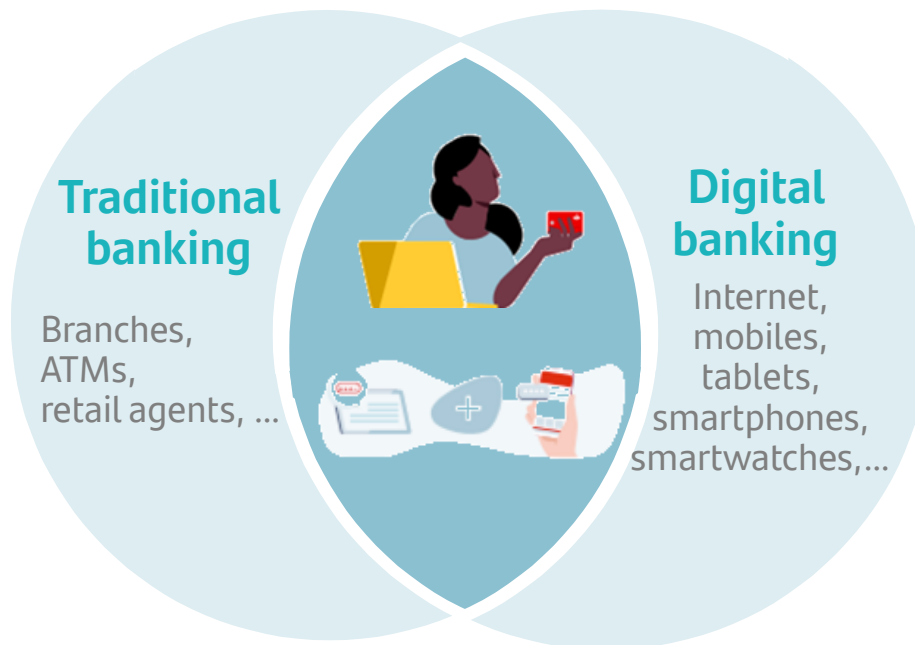 Traditional
banking
Branches,
ATMs,
retail agents, ...
Digital
banking
Internet,
mobiles,
tablets,
smartphones,
smartwatches,...